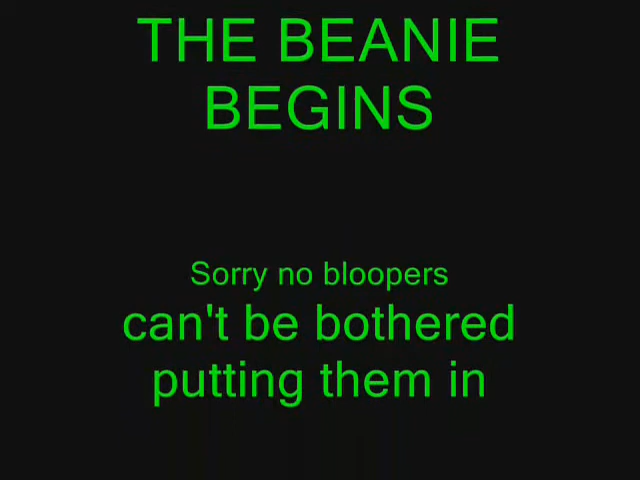 THE BEANIE
BEGINS
Sorry no bloopers
can't be bothered
putting them in